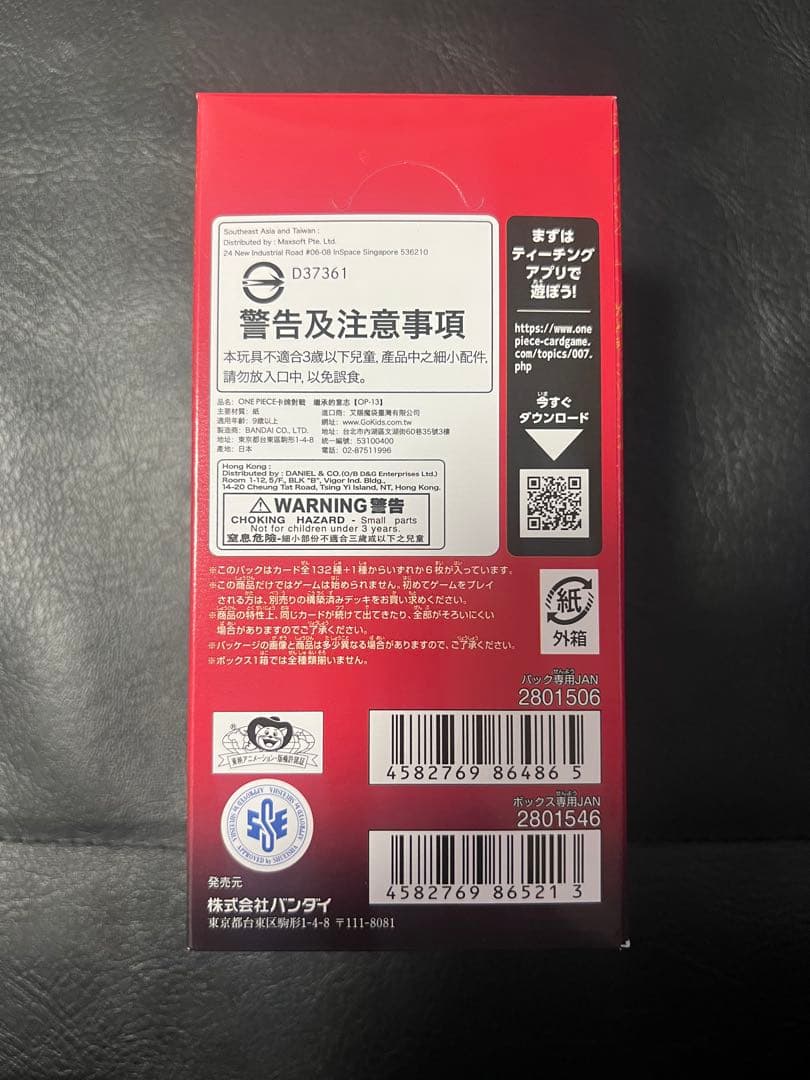 Southeast Asia and Taiwan :
Distributed by : Maxsoft Pte. Ltd.
24 New Industrial Road #06-08 InSpace Singapore 536210
D37361
警告及注意事項
本玩具不適合3歲以下兒童, 產品中之細小配件,
請勿放入口中, 以免誤食。
品名: ONE PIECE卡牌對戰 繼承的意志【OP-13】
主要材質: 紙
適用年齡: 9歲以上
製造商: BANDAI CO., LTD.
地址: 東京都台東區駒形1-4-8
產地: 日本
進口商: 艾貓魔袋臺灣有限公司
網址: www.GoKids.com.tw
地址: 台北市內湖區文湖街60巷35號3樓
統一編號: 53100400
電話: 02-87511996
Hong Kong :
Distributed by : DANIEL & CO.(O/B D&G Enterprises Ltd.)
Room 1-12, 5/F., BLK "B", Vigor Ind. Bldg.,
14-20 Cheung Tat Road, Tsing Yi Island, NT, Hong Kong.
WARNING 警告
CHOKING HAZARD - Small parts
Not for children under 3 years.
窒息危險-細小部份不適合三歲或以下之兒童
まずは
ティーチング
アプリで
遊ぼう!
https://www.one
piece-cardgame.
com/topics/007.
php
今すぐ
ダウンロード
※このパックはカード全132種+1種からいずれか6枚が入っています。
※この商品だけではゲームは始められません。初めてゲームをプレイ
される方は、別売りの構築済みデッキをお買い求めください。
※商品の特性上、同じカードが続けて出てきたり、全部がそろいにくい
場合がありますのでご了承ください。
※パッケージの画像と商品は多少異なる場合がありますので、ご了承ください。
※ボックス1箱では全種類揃いません。
紙
外箱
パック専用JAN
2801506
4582769 864865
ボックス専用JAN
2801546
4582769 865213
東映アニメーション・版権許諾証
APPROVED by SHUEISHA
発売元
株式会社バンダイ
東京都台東区駒形1-4-8 〒111-8081